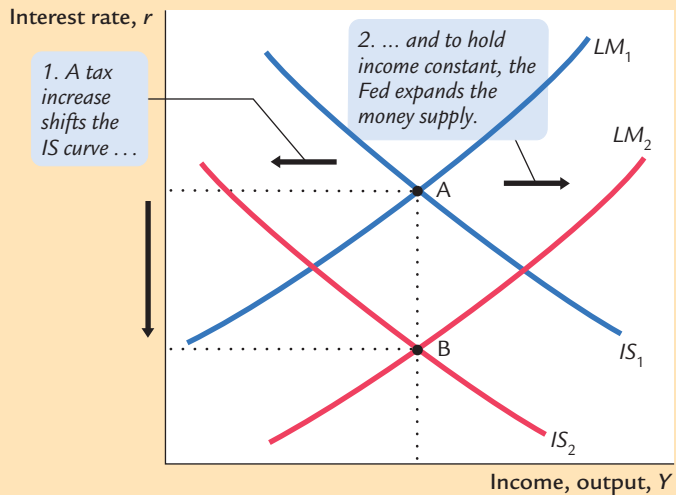 Interest rate, r
1. A tax
increase
shifts the
IS curve ...
2. ... and to hold
income constant, the
Fed expands the
money supply.
LM₁
LM₂
A
B
IS₁
IS₂
Income, output, Y